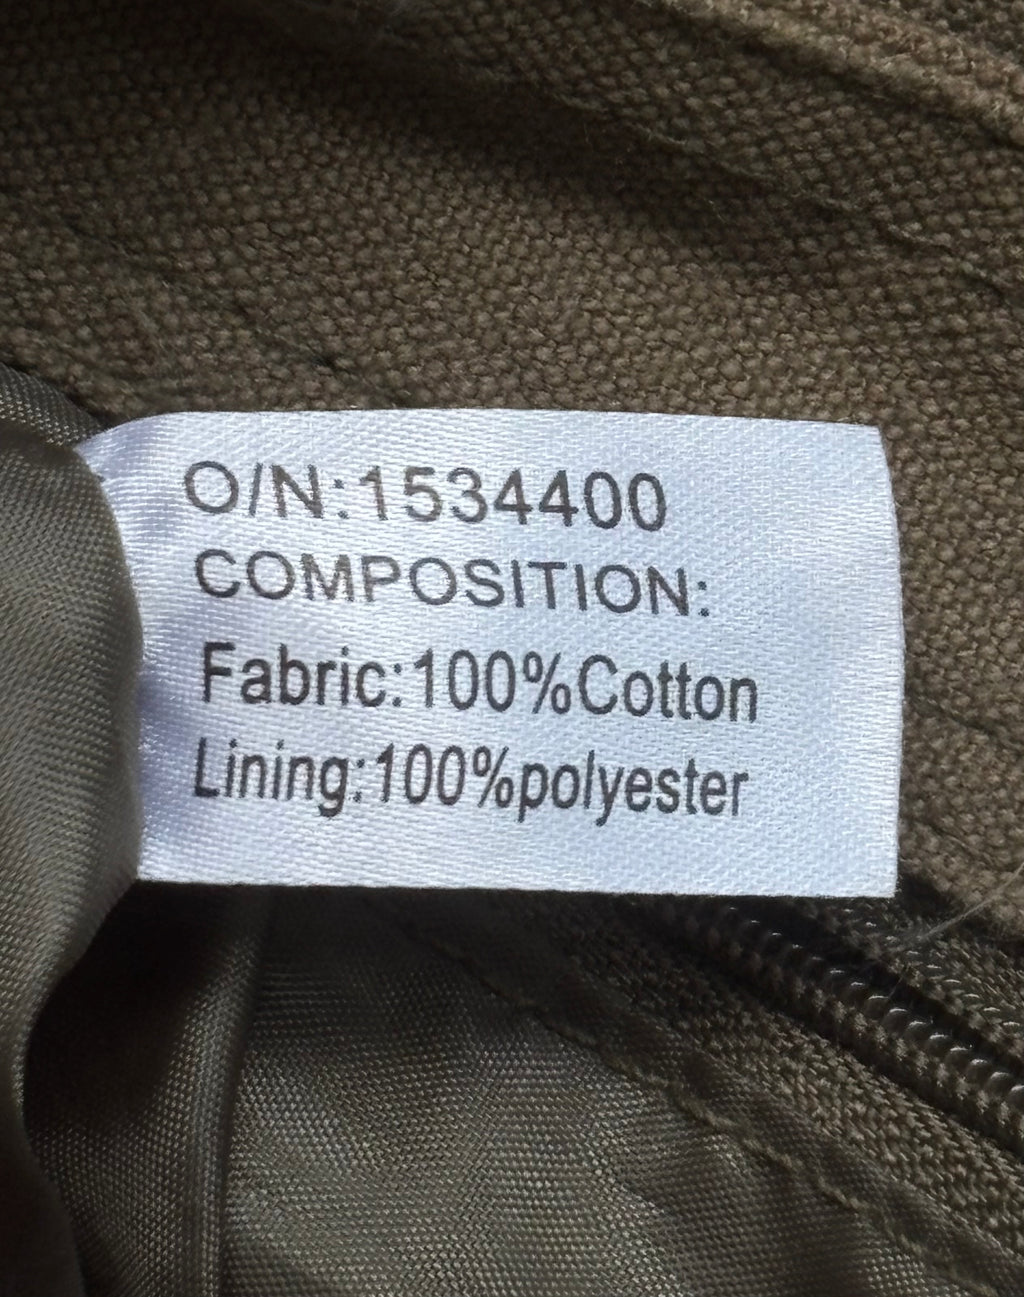 O/N:1534400
COMPOSITION:
Fabric:100%Cotton
Lining:100%polyester